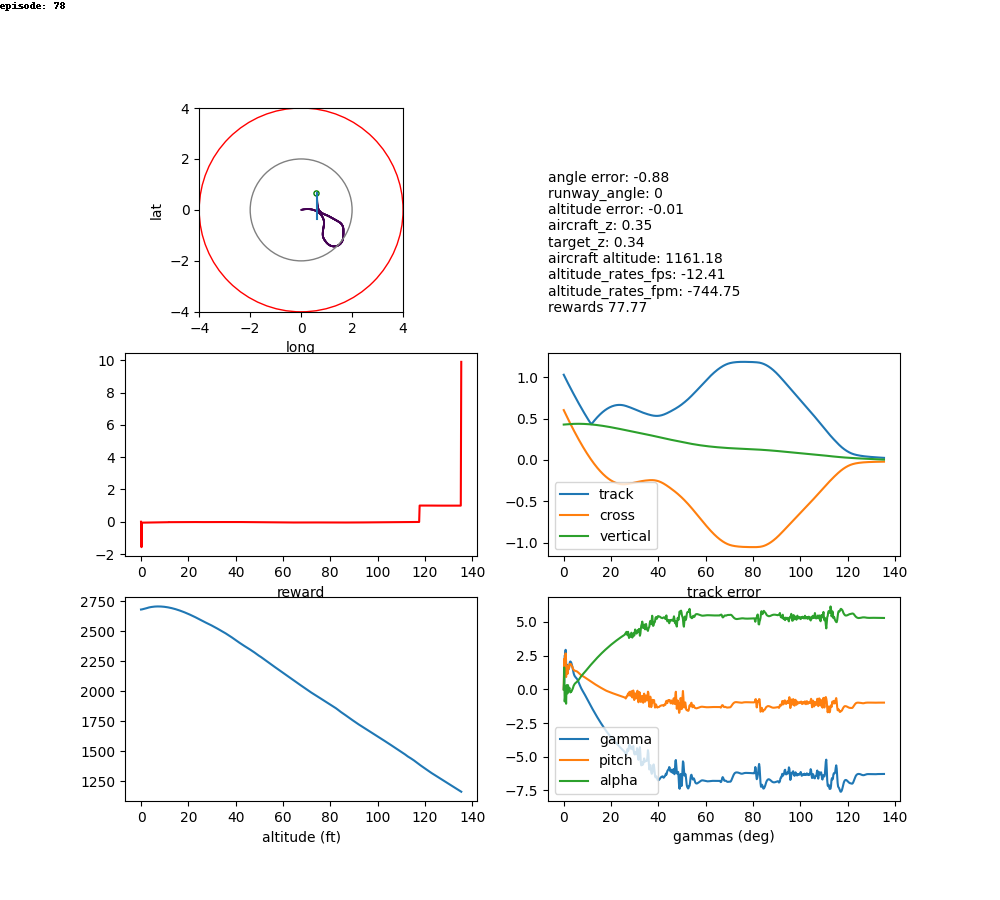 episode: 78
4
2
0
−2
−4
lat
−4 −2 0 2 4
long
angle error: -0.88
runway_angle: 0
altitude error: -0.01
aircraft_z: 0.35
target_z: 0.34
aircraft altitude: 1161.18
altitude_rates_fps: -12.41
altitude_rates_fpm: -744.75
rewards 77.77
10
8
6
4
2
0
−2
0 20 40 60 80 100 120 140
reward
1.0
0.5
0.0
−0.5
−1.0
track
cross
vertical
0 20 40 60 80 100 120 140
track error
2750
2500
2250
2000
1750
1500
1250
0 20 40 60 80 100 120 140
altitude (ft)
5.0
2.5
0.0
−2.5
−5.0
−7.5
gamma
pitch
alpha
0 20 40 60 80 100 120 140
gammas (deg)